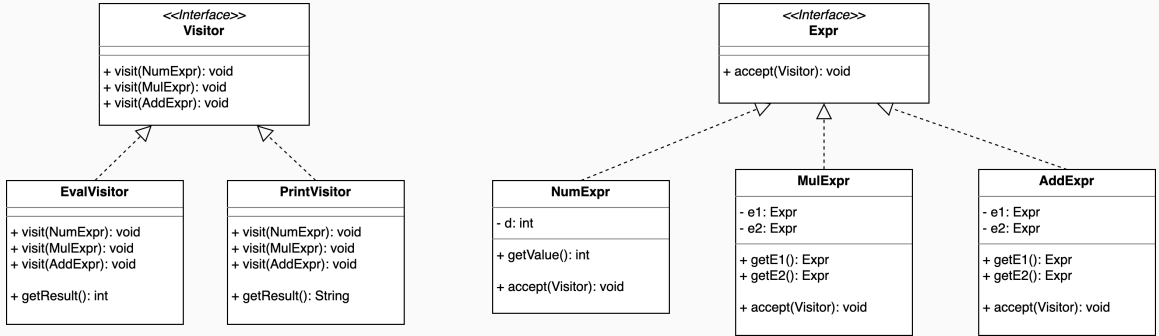 <<Interface>>
Visitor
+ visit(NumExpr): void
+ visit(MulExpr): void
+ visit(AddExpr): void
<<Interface>>
Expr
+ accept(Visitor): void
EvalVisitor
+ visit(NumExpr): void
+ visit(MulExpr): void
+ visit(AddExpr): void
+ getResult(): int
PrintVisitor
+ visit(NumExpr): void
+ visit(MulExpr): void
+ visit(AddExpr): void
+ getResult(): String
NumExpr
- d: int
+ getValue(): int
+ accept(Visitor): void
MulExpr
- e1: Expr
- e2: Expr
+ getE1(): Expr
+ getE2(): Expr
+ accept(Visitor): void
AddExpr
- e1: Expr
- e2: Expr
+ getE1(): Expr
+ getE2(): Expr
+ accept(Visitor): void